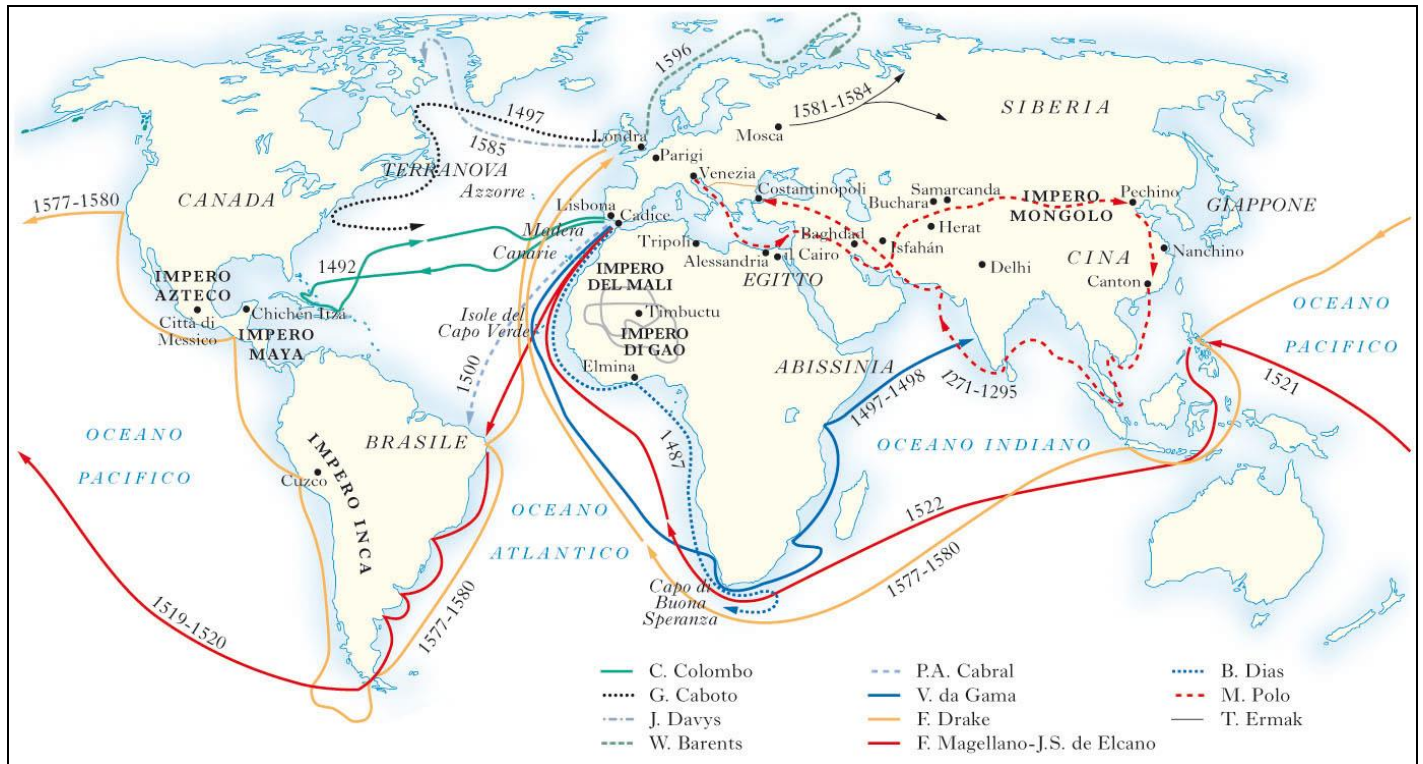 1596
1581-1584
SIBERIA
1497
Londra
Mosca
1585
Parigi
TERRANOVA
Azzorre
Venezia
CANADA
Costantinopoli
Samarcanda
Buchara
IMPERO
MONGOLO
Pechino
GIAPPONE
1577-1580
Lisbona
Cadice
Madera
Canarie
Tripoli
Baghdad
Herat
Isfahán
Alessandria
il Cairo
EGITTO
Delhi
CINA
Nanchino
Canton
1492
IMPERO
AZTECO
Città di
Messico
Chichén-Itza
IMPERO
MAYA
IMPERO
DEL MALI
Timbuctu
IMPERO
DI GAO
Isole del
Capo Verde
Elmina
ABISSINIA
OCEANO
PACIFICO
1500
1497-1498
1271-1295
1521
OCEANO
PACIFICO
BRASILE
IMPERO INCA
Cuzco
1487
OCEANO INDIANO
OCEANO
ATLANTICO
1522
1577-1580
Capo di
Buona
Speranza
1519-1520
1577-1580
C. Colombo
G. Caboto
J. Davys
W. Barents
P.A. Cabral
V. da Gama
F. Drake
F. Magellano-J.S. de Elcano
B. Dias
M. Polo
T. Ermak